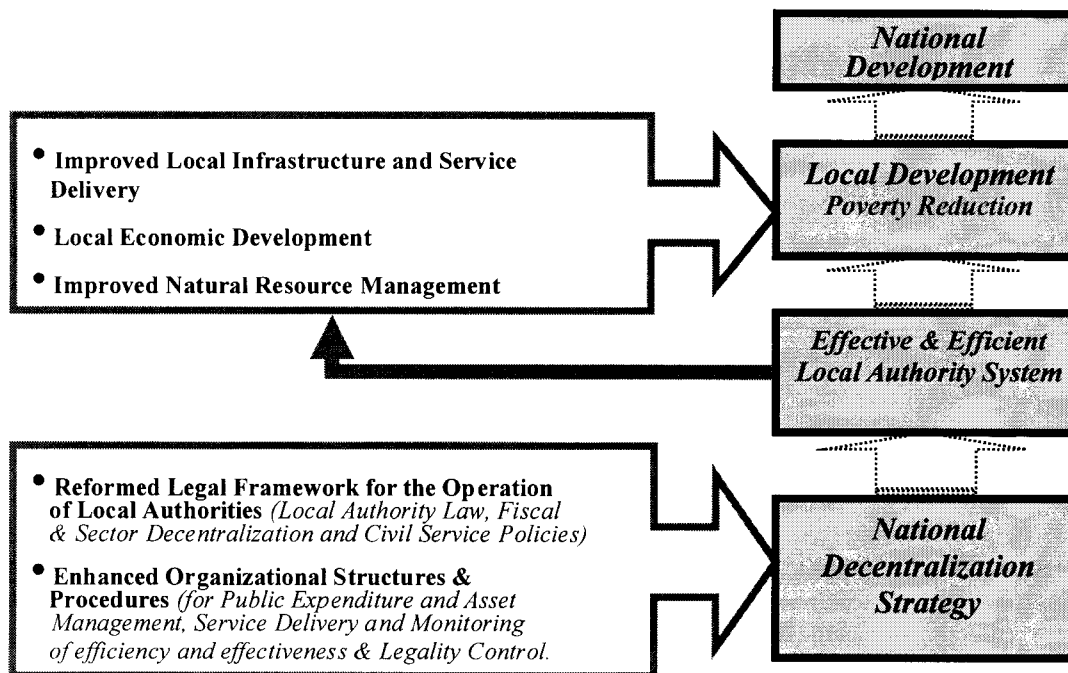 National
Development
• Improved Local Infrastructure and Service
Delivery
• Local Economic Development
• Improved Natural Resource Management
Local Development
Poverty Reduction
Effective & Efficient
Local Authority System
• Reformed Legal Framework for the Operation
of Local Authorities (Local Authority Law, Fiscal
& Sector Decentralization and Civil Service Policies)
• Enhanced Organizational Structures &
Procedures (for Public Expenditure and Asset
Management, Service Delivery and Monitoring
of efficiency and effectiveness & Legality Control.
National
Decentralization
Strategy